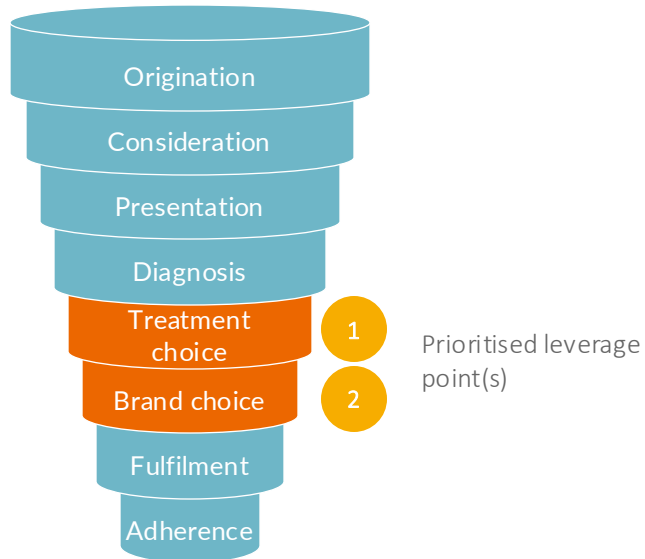 Origination
Consideration
Presentation
Diagnosis
Treatment
choice
1
Brand choice
2
Prioritised leverage
point(s)
Fulfilment
Adherence